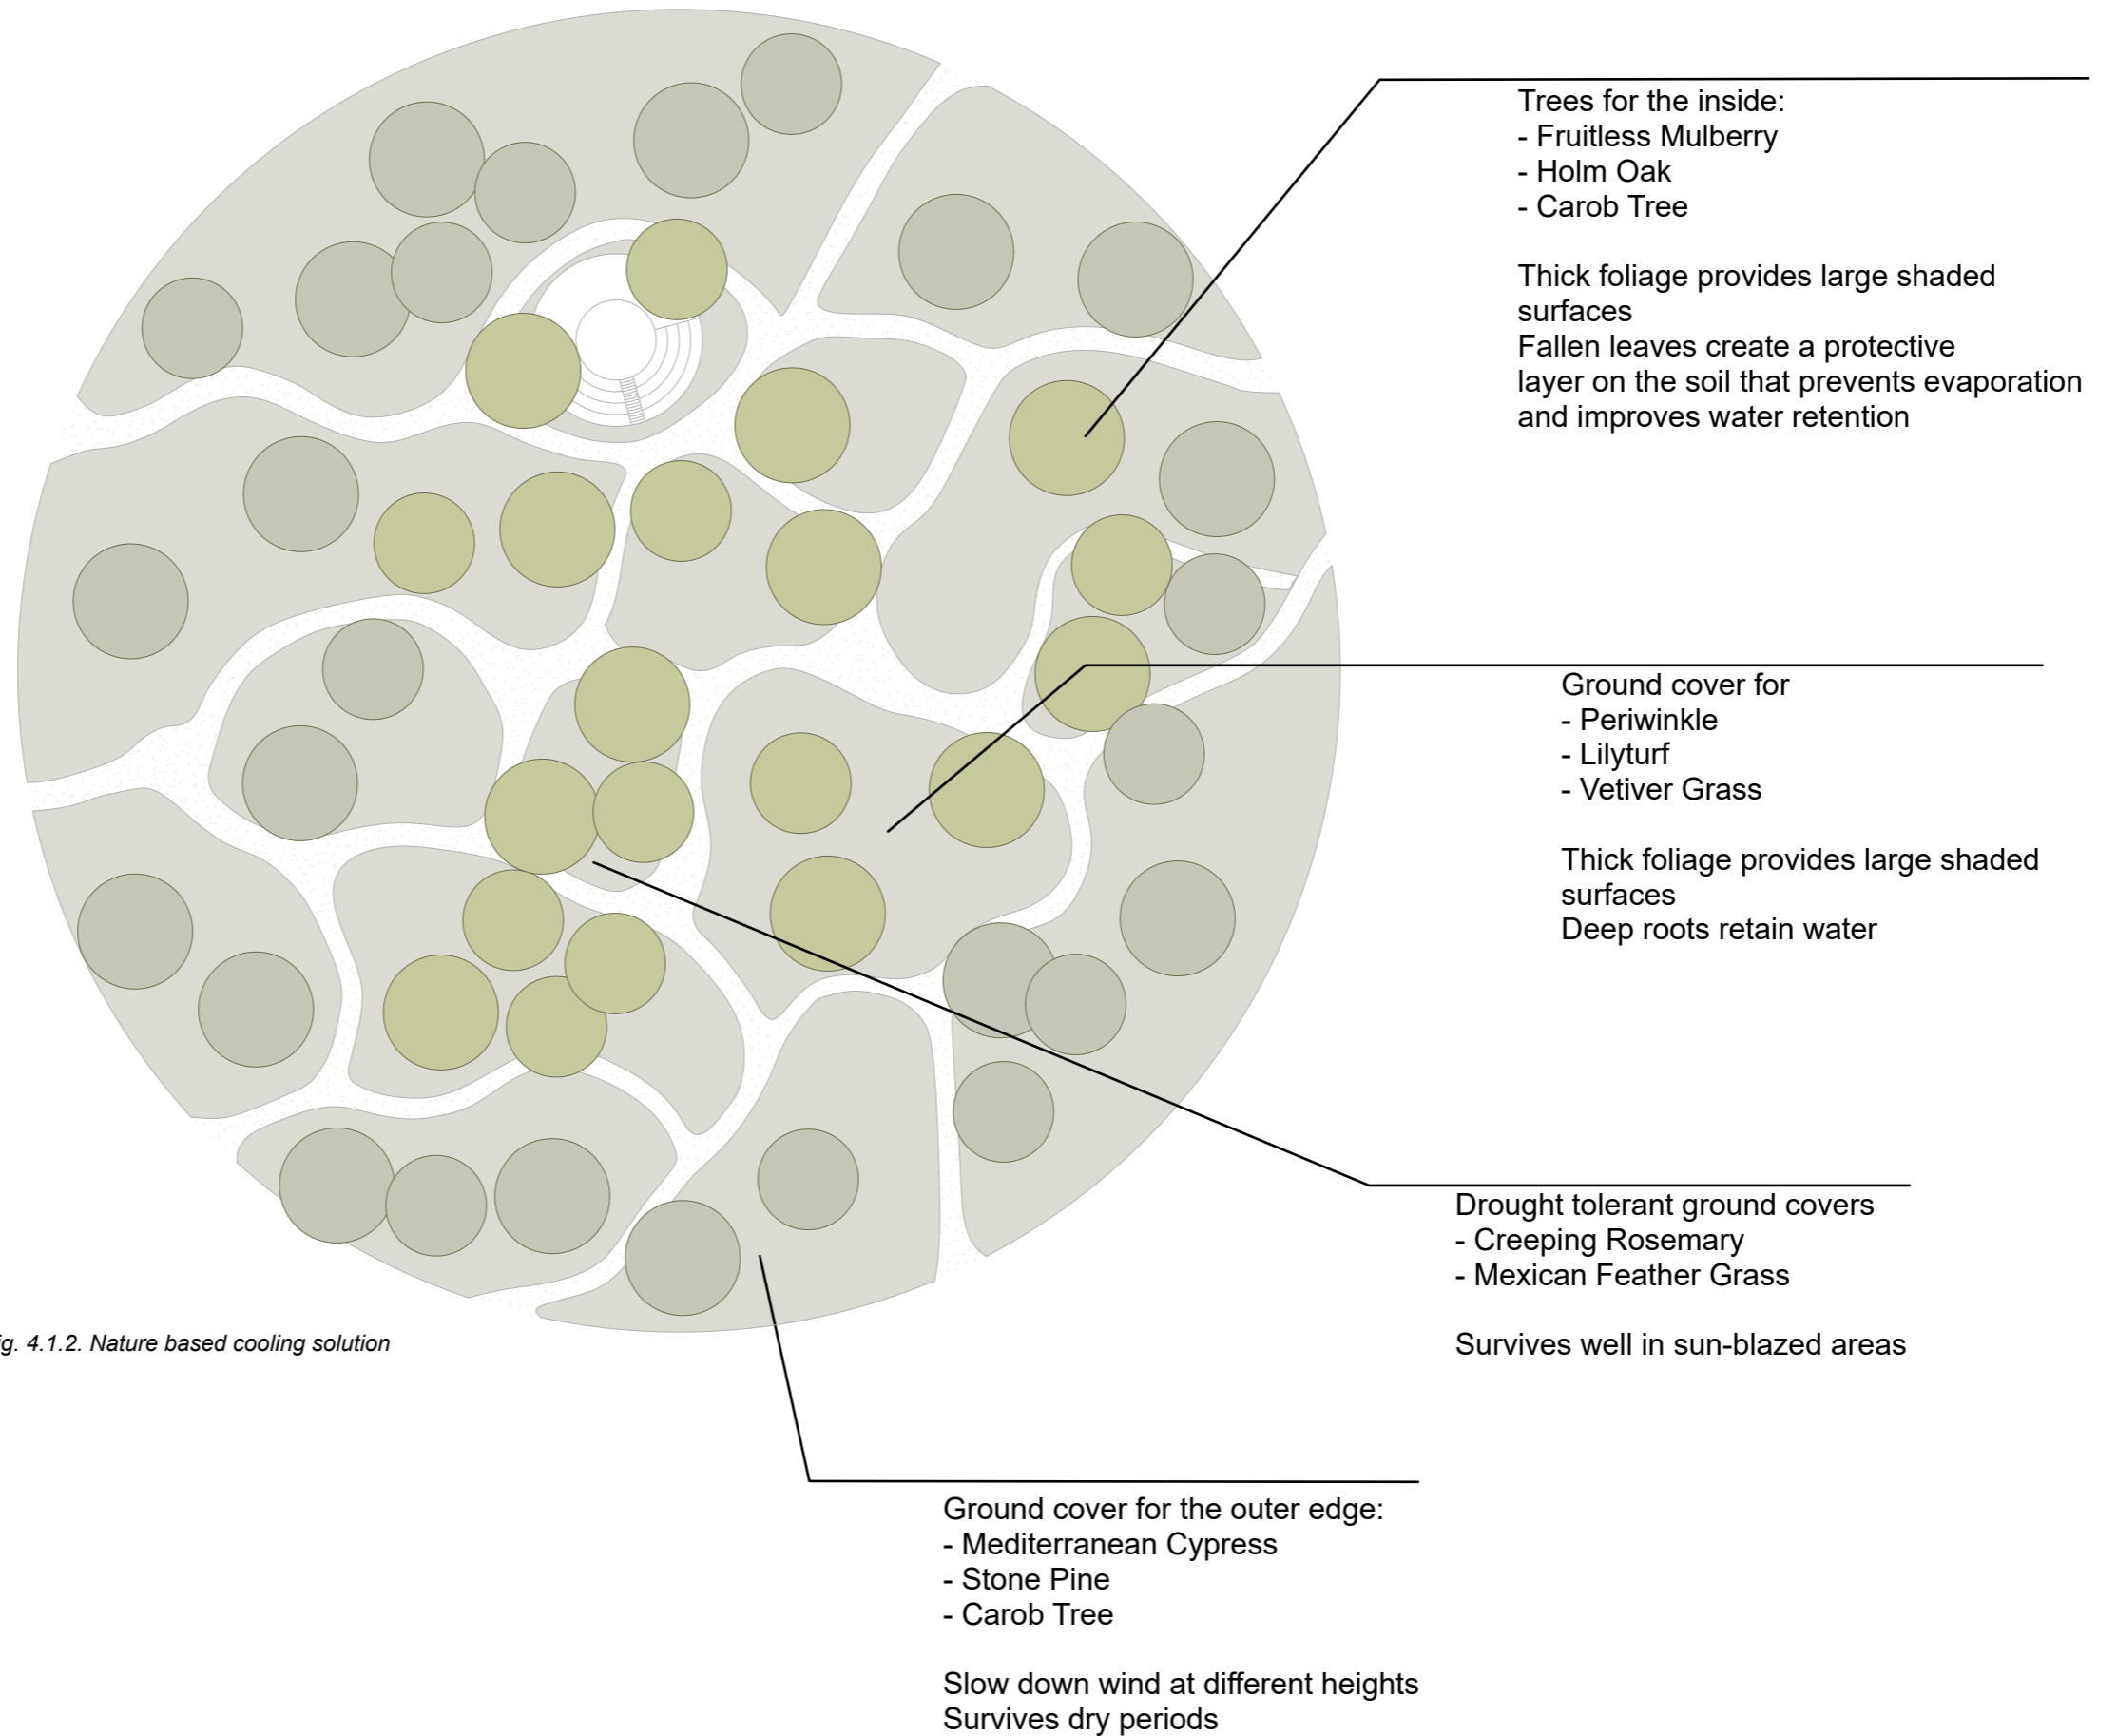 Trees for the inside:
- Fruitless Mulberry
- Holm Oak
- Carob Tree
Thick foliage provides large shaded
surfaces
Fallen leaves create a protective
layer on the soil that prevents evaporation
and improves water retention
Ground cover for
- Periwinkle
- Lilyturf
- Vetiver Grass
Thick foliage provides large shaded
surfaces
Deep roots retain water
Drought tolerant ground covers
- Creeping Rosemary
- Mexican Feather Grass
Survives well in sun-blazed areas
ig. 4.1.2. Nature based cooling solution
Ground cover for the outer edge:
- Mediterranean Cypress
- Stone Pine
- Carob Tree
Slow down wind at different heights
Survives dry periods